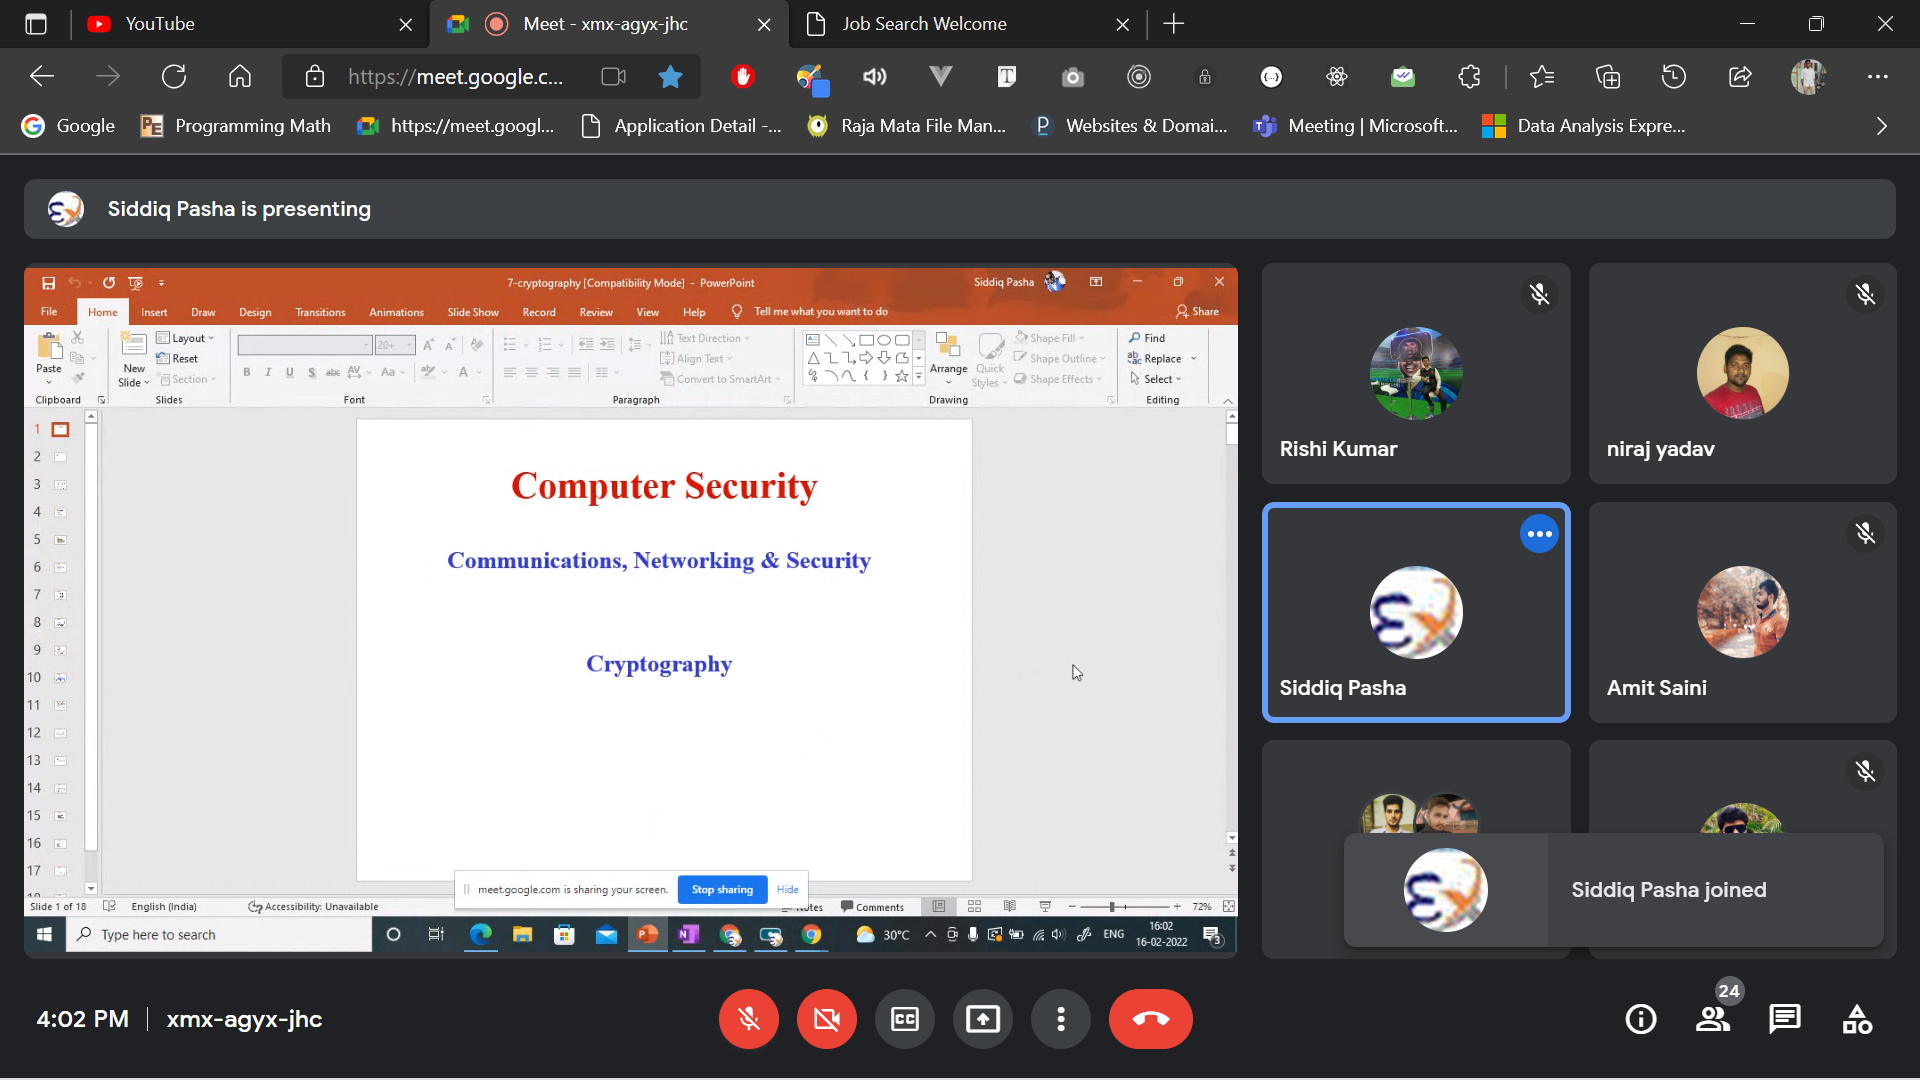 YouTube
Meet - xmx-agyx-jhc
Job Search Welcome
https://meet.google.c...
Google
Programming Math
https://meet.googl...
Application Detail -...
Raja Mata File Man...
Websites & Domai...
Meeting | Microsoft...
Data Analysis Expre...
Siddiq Pasha is presenting
7-cryptography [Compatibility Mode] - PowerPoint
Siddiq Pasha
File Home Insert Draw Design Transitions Animations Slide Show Record Review View Help Tell me what you want to do Share
Paste
New Slide
Layout
Reset
Section
20+
Text Direction
Align Text
Convert to SmartArt
Arrange
Quick Styles
Shape Fill
Shape Outline
Shape Effects
Find
Replace
Select
Clipboard Slides Font Paragraph Drawing Editing
1
2
3
4
5
6
7
8
9
10
11
12
13
14
15
16
17
Computer Security
Communications, Networking & Security
Cryptography
meet.google.com is sharing your screen. Stop sharing Hide
Slide 1 of 18 English (India) Accessibility: Unavailable Comments 72%
Type here to search
30°C
ENG
16:02
16-02-2022
3
Rishi Kumar
niraj yadav
Siddiq Pasha
Amit Saini
Siddiq Pasha joined
4:02 PM | xmx-agyx-jhc
CC
24